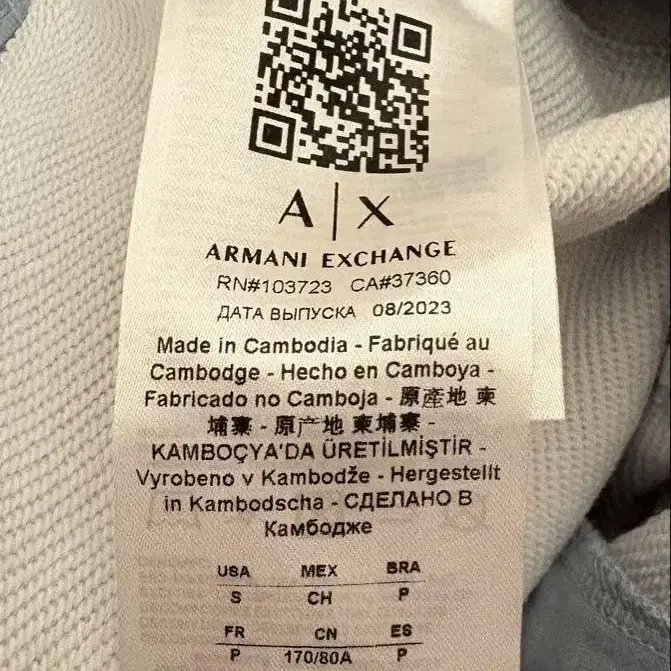 A|X
ARMANI EXCHANGE
RN#103723 CA#37360
ДАТА ВЫПУСКА 08/2023
Made in Cambodia - Fabriqué au
Cambodge - Hecho en Camboya -
Fabricado no Camboja - 原產地 柬
埔寨 - 原产地 柬埔寨 -
KAMBOÇYA'DA ÜRETİLMİŞTİR -
Vyrobeno v Kambodže - Hergestellt
in Kambodscha - СДЕЛАНО В
Камбодже
USA MEX BRA
S CH P
FR CN ES
P 170/80A P